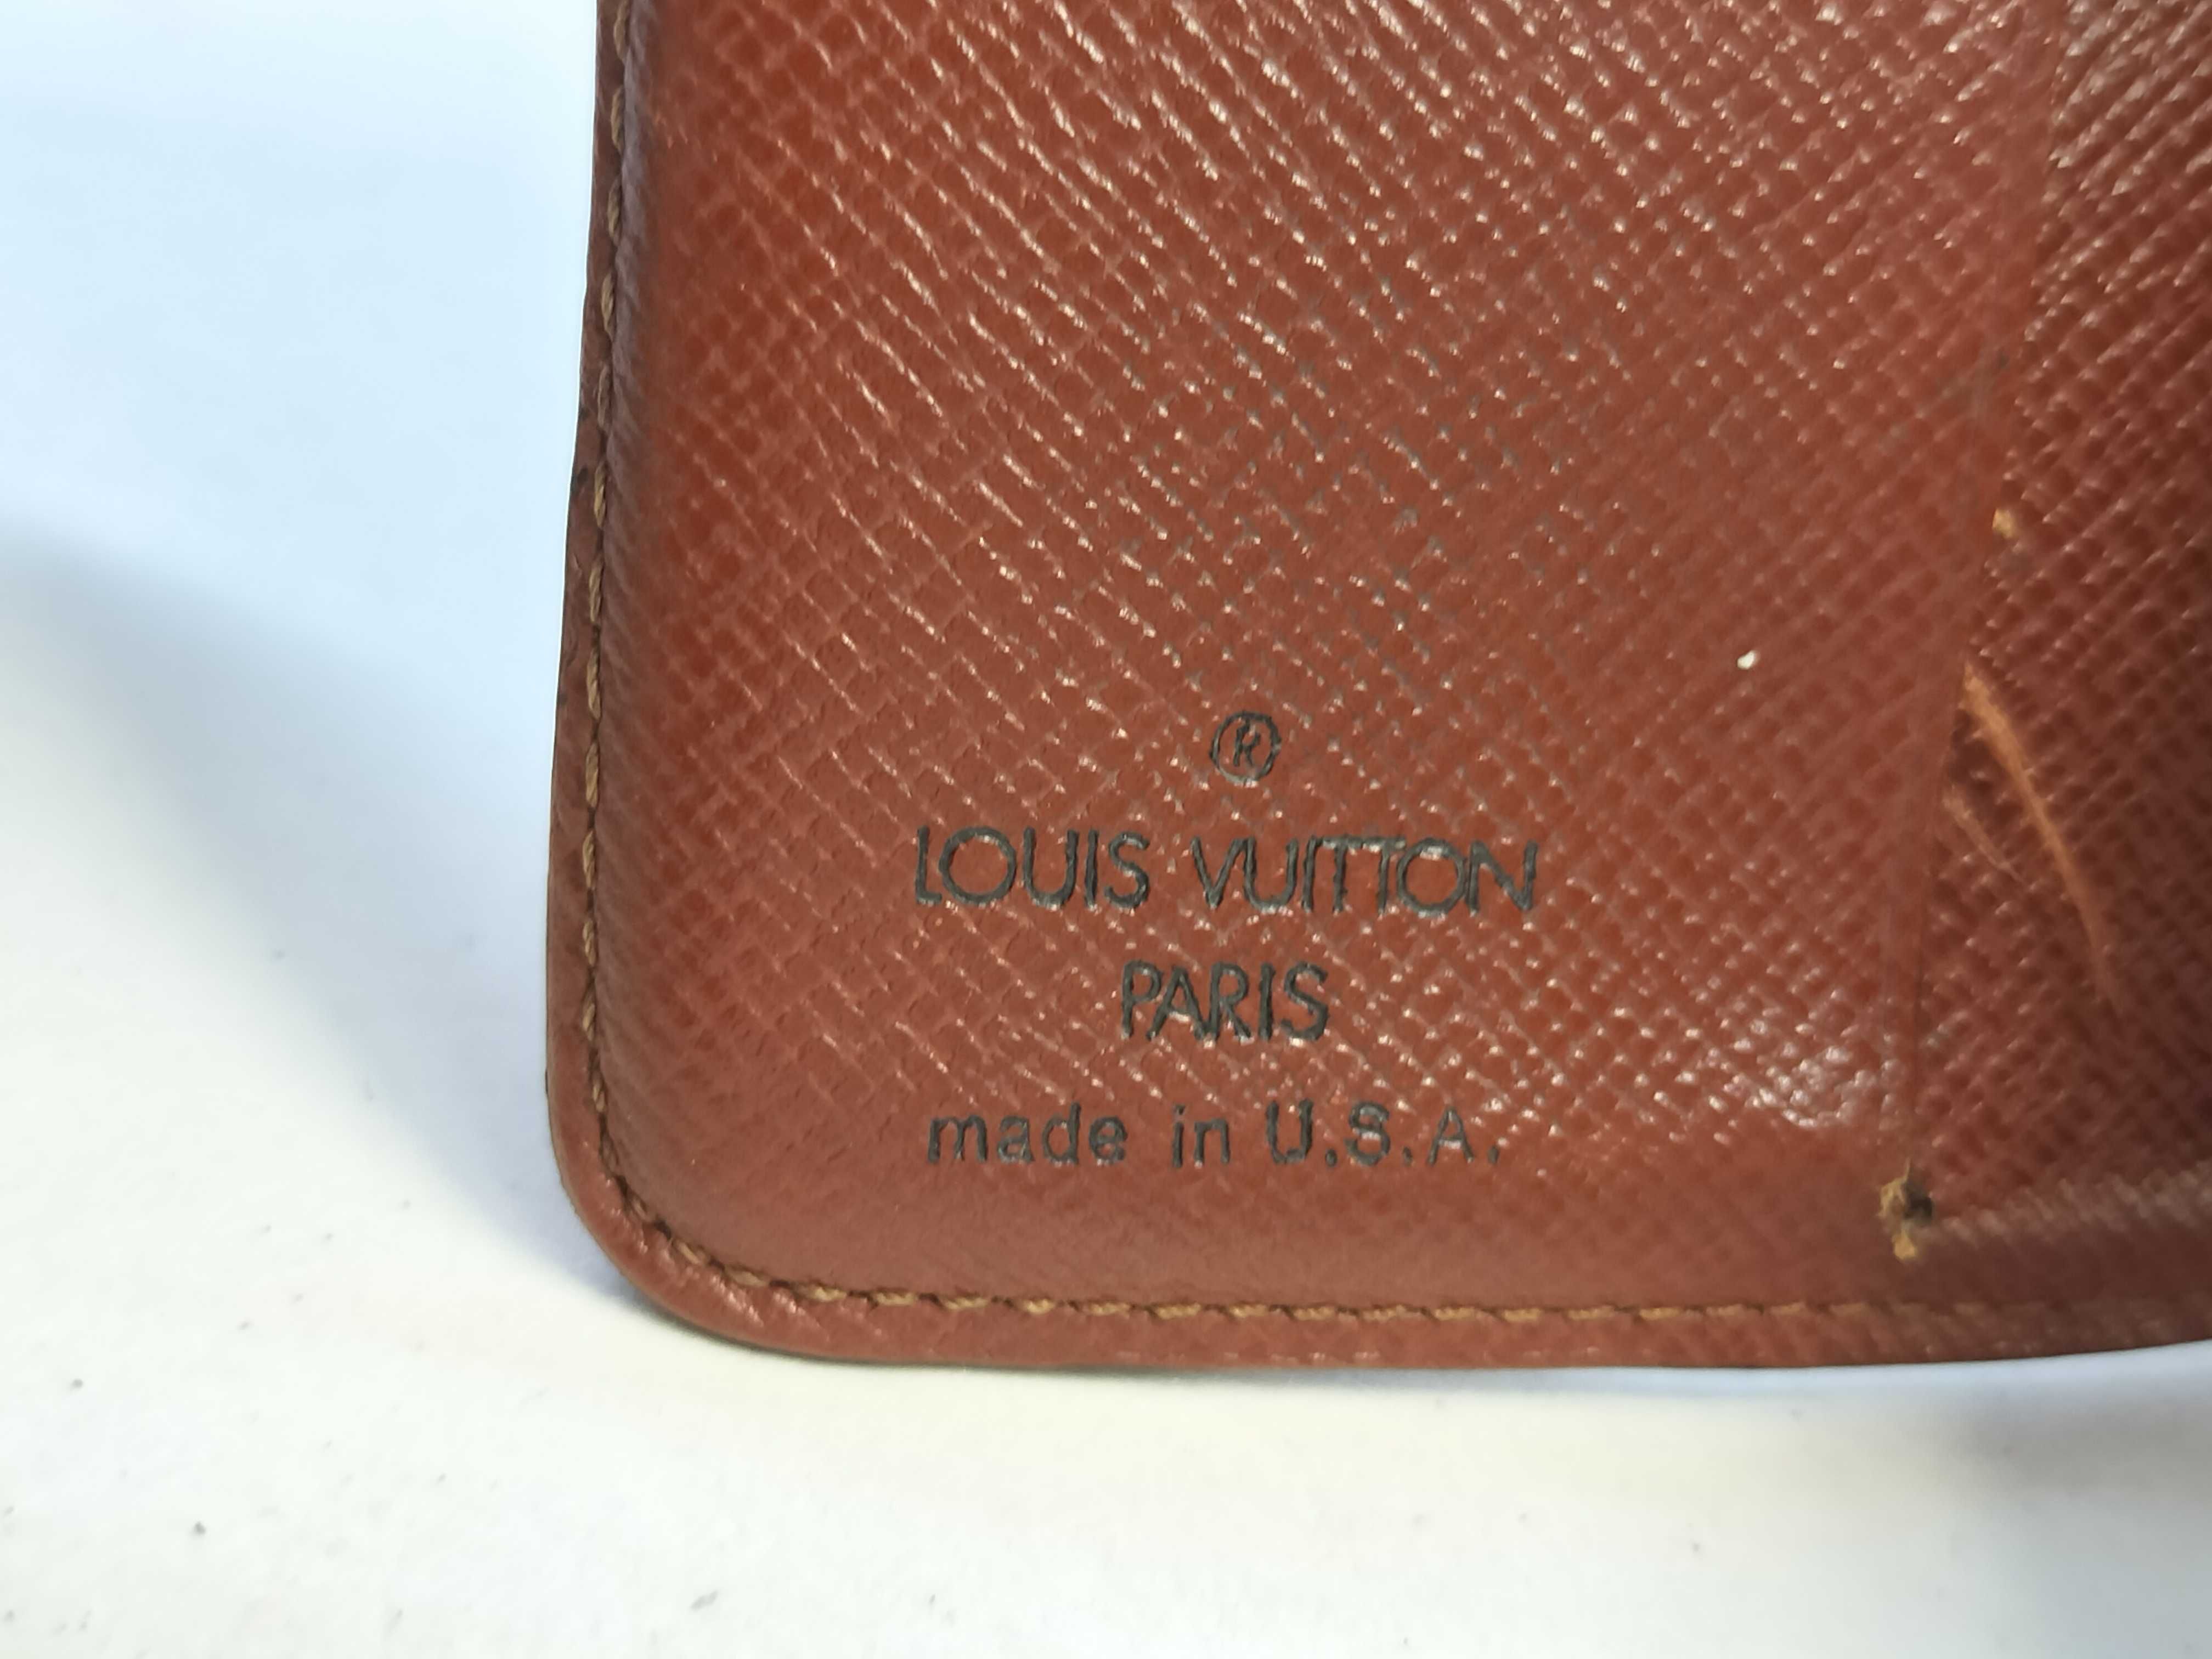 ®
LOUIS VUITTON
PARIS
made in U.S.A.